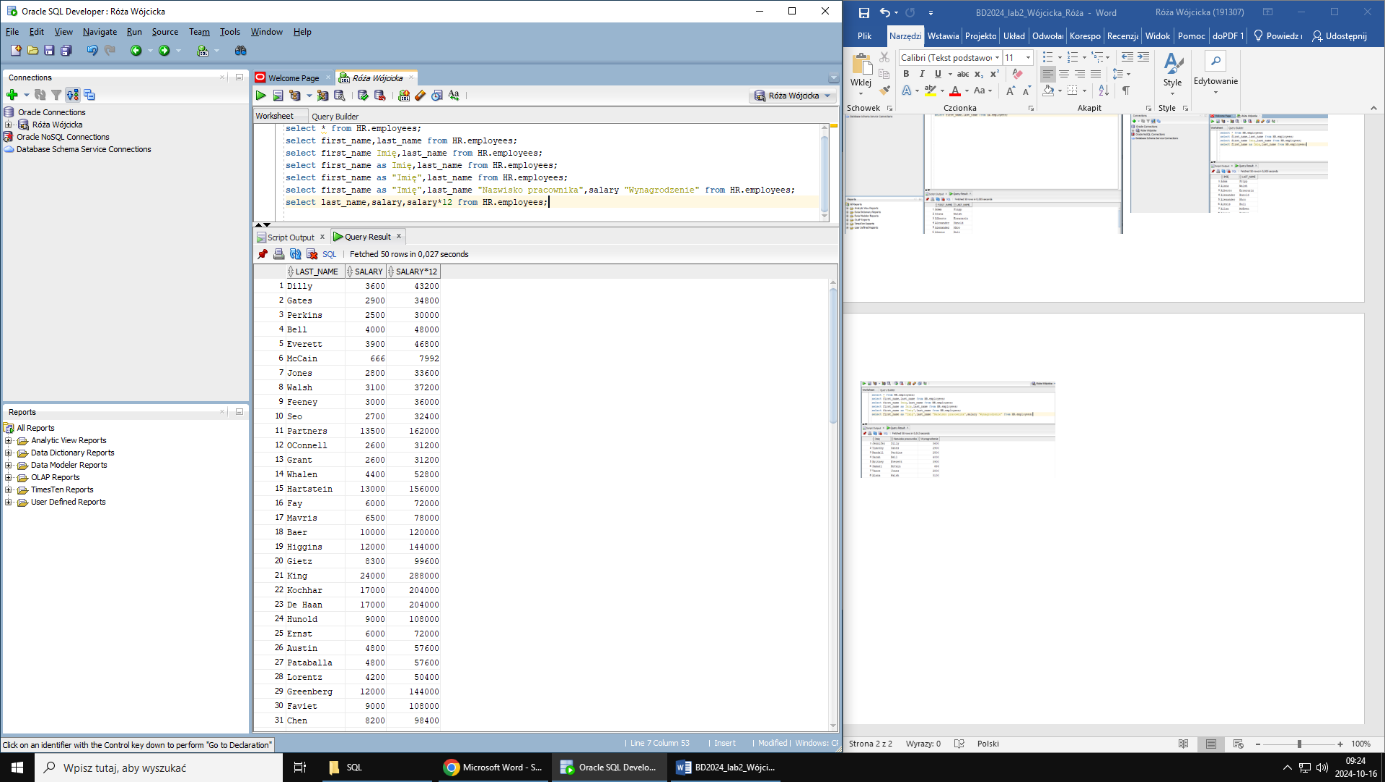 Oracle SQL Developer : Róża Wójcicka
File Edit View Navigate Run Source Team Tools Window Help
Connections
Oracle Connections
Róża Wójcicka
Oracle NoSQL Connections
Database Schema Service Connections
Reports
All Reports
Analytic View Reports
Data Dictionary Reports
Data Modeler Reports
OLAP Reports
TimesTen Reports
User Defined Reports
Welcome Page
Róża Wójcicka
Róża Wójcicka
Worksheet Query Builder
select * from HR.employees;
select first_name,last_name from HR.employees;
select first_name Imię,last_name from HR.employees;
select first_name as Imię,last_name from HR.employees;
select first_name as "Imię",last_name from HR.employees;
select first_name as "Imię",last_name "Nazwisko pracownika",salary "Wynagrodzenie" from HR.employees;
select last_name,salary,salary*12 from HR.employees;
Script Output x Query Result x
SQL | Fetched 50 rows in 0,027 seconds
LAST_NAME SALARY SALARY*12
1 Dilly 3600 43200
2 Gates 2900 34800
3 Perkins 2500 30000
4 Bell 4000 48000
5 Everett 3900 46800
6 McCain 666 7992
7 Jones 2800 33600
8 Walsh 3100 37200
9 Feeney 3000 36000
10 Seo 2700 32400
11 Partners 13500 162000
12 OConnell 2600 31200
13 Grant 2600 31200
14 Whalen 4400 52800
15 Hartstein 13000 156000
16 Fay 6000 72000
17 Mavris 6500 78000
18 Baer 10000 120000
19 Higgins 12000 144000
20 Gietz 8300 99600
21 King 24000 288000
22 Kochhar 17000 204000
23 De Haan 17000 204000
24 Hunold 9000 108000
25 Ernst 6000 72000
26 Austin 4800 57600
27 Pataballa 4800 57600
28 Lorentz 4200 50400
29 Greenberg 12000 144000
30 Faviet 9000 108000
31 Chen 8200 98400
Click on an identifier with the Control key down to perform "Go to Declaration"
| Line 7 Column 53 | Insert | Modified | Windows: CF
BD2024_lab2_Wójcicka_Róża - Word
Róża Wójcicka (191307)
Plik Narzędzi Wstawia Projekto Układ Odwołai Korespo Recenzj Widok Pomoc doPDF 1 Powiedz i Udostępnij
Wklej
Calibri (Tekst podstawow 11
Style
Edytowanie
Schowek Czcionka Akapit Style
Strona 2 z 2 Wyrazy: 0 Polski 100%
Wpisz tutaj, aby wyszukać
SQL
Microsoft Word - S...
Oracle SQL Develo...
BD2024_lab2_Wójci...
09:24
2024-10-16